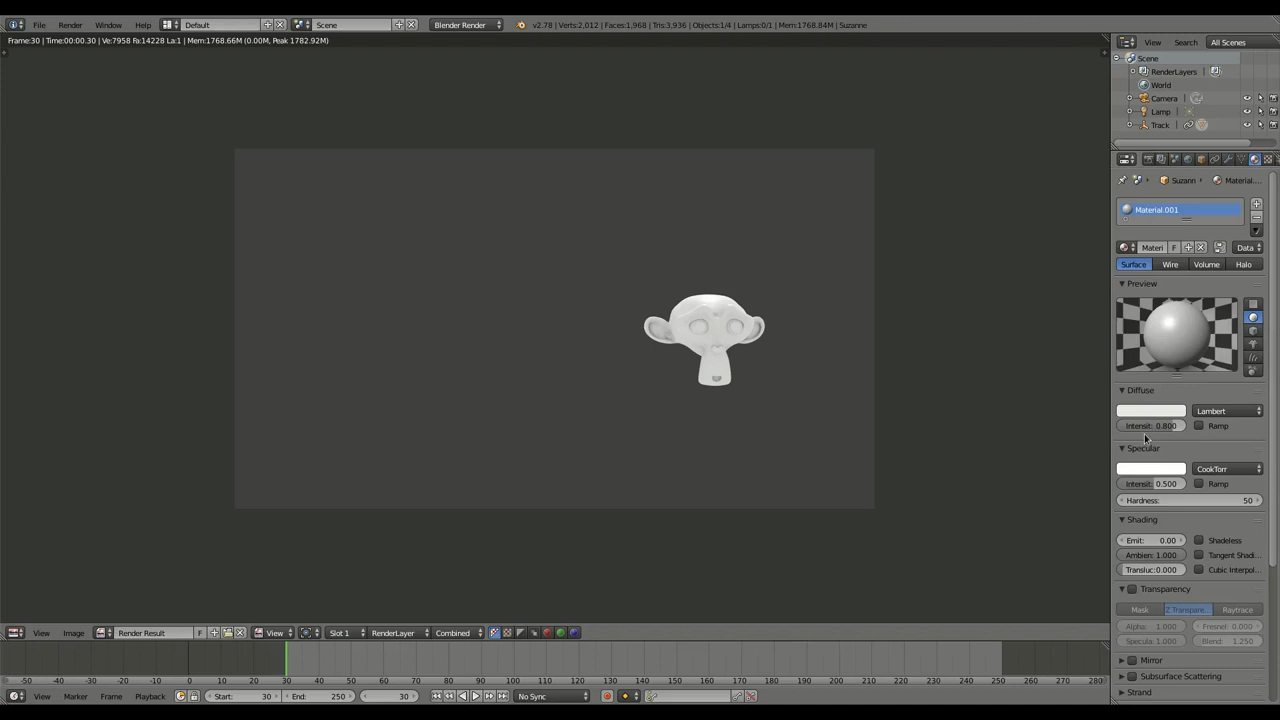 File Render Window Help Default Scene Blender Render v2.78 | Verts:2,012 | Faces:1,968 | Tris:3,936 | Objects:1/4 | Lamps:0/1 | Mem:1768.84M | Suzanne
Frame:30 | Time:00:00.30 | Ve:7958 Fa:14228 La:1 | Mem:1768.66M (0.00M, Peak 1782.92M)
View Search All Scenes
Scene
RenderLayers
World
Camera
Lamp
Track
Suzann Material....
Material.001
Materi F Data
Surface Wire Volume Halo
Preview
Diffuse
Lambert
Intensit: 0.800 Ramp
Specular
CookTorr
Intensit: 0.500 Ramp
Hardness: 50
Shading
Emit: 0.00 Shadeless
Ambien: 1.000 Tangent Shadi...
Transluc:0.000 Cubic Interpol...
Transparency
Mask Z Transpare... Raytrace
Alpha: 1.000 Fresnel: 0.000
Specula: 1.000 Blend: 1.250
Mirror
Subsurface Scattering
Strand
View Image Render Result F View Slot 1 RenderLayer Combined
-50 -40 -30 -20 -10 0 10 20 30 40 50 60 70 80 90 100 110 120 130 140 150 160 170 180 190 200 210 220 230 240 250 260 270 280
View Marker Frame Playback Start: 30 End: 250 30 No Sync